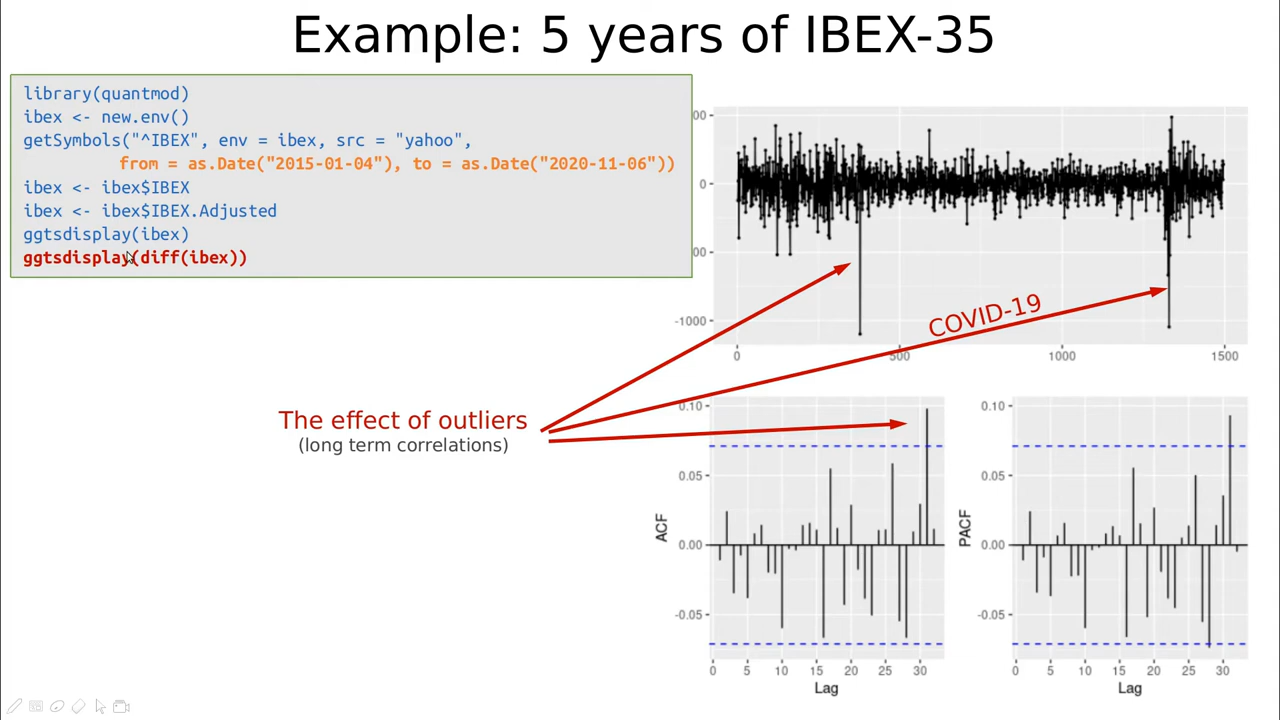 Example: 5 years of IBEX-35
library(quantmod)
ibex <- new.env()
getSymbols("^IBEX", env = ibex, src = "yahoo",
from = as.Date("2015-01-04"), to = as.Date("2020-11-06"))
ibex <- ibex$IBEX
ibex <- ibex$IBEX.Adjusted
ggtsdisplay(ibex)
ggtsdisplay(diff(ibex))
00
0
00
-1000
0 500 1000 1500
COVID-19
The effect of outliers
(long term correlations)
ACF
0.10
0.05
0.00
-0.05
0 5 10 15 20 25 30
Lag
PACF
0.10
0.05
0.00
-0.05
0 5 10 15 20 25 30
Lag